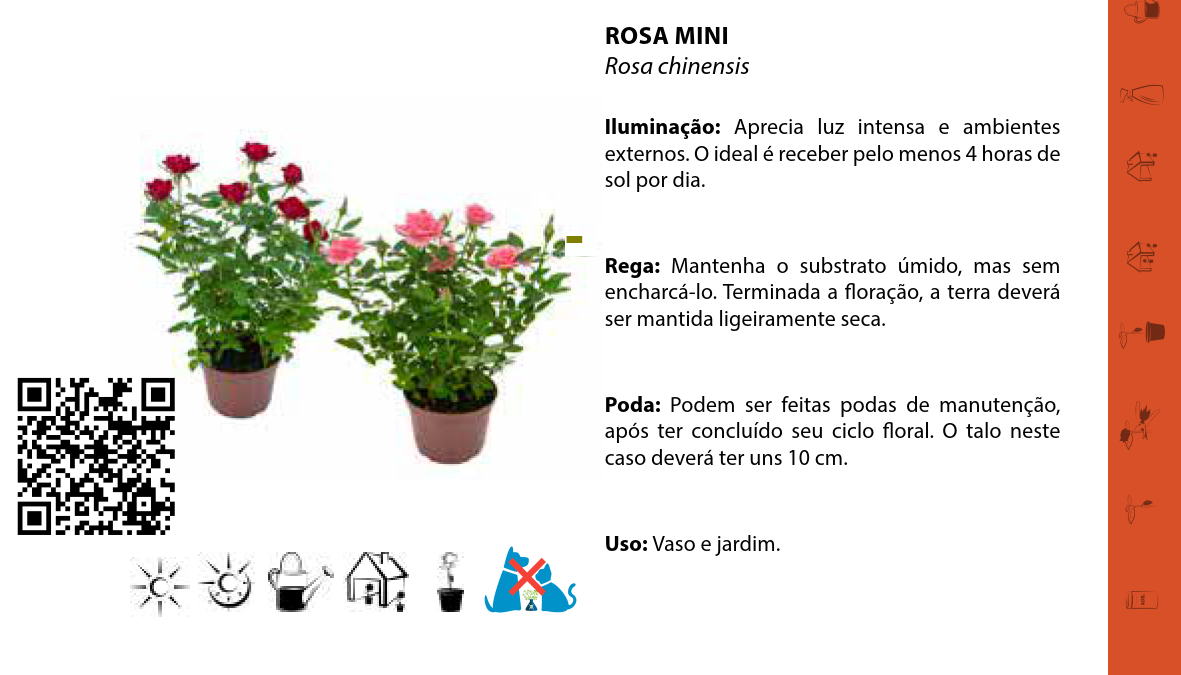 ROSA MINI
Rosa chinensis
Iluminação: Aprecia luz intensa e ambientes
externos. O ideal é receber pelo menos 4 horas de
sol por dia.
Rega: Mantenha o substrato úmido, mas sem
encharcá-lo. Terminada a floração, a terra deverá
ser mantida ligeiramente seca.
Poda: Podem ser feitas podas de manutenção,
após ter concluído seu ciclo floral. O talo neste
caso deverá ter uns 10 cm.
Uso: Vaso e jardim.